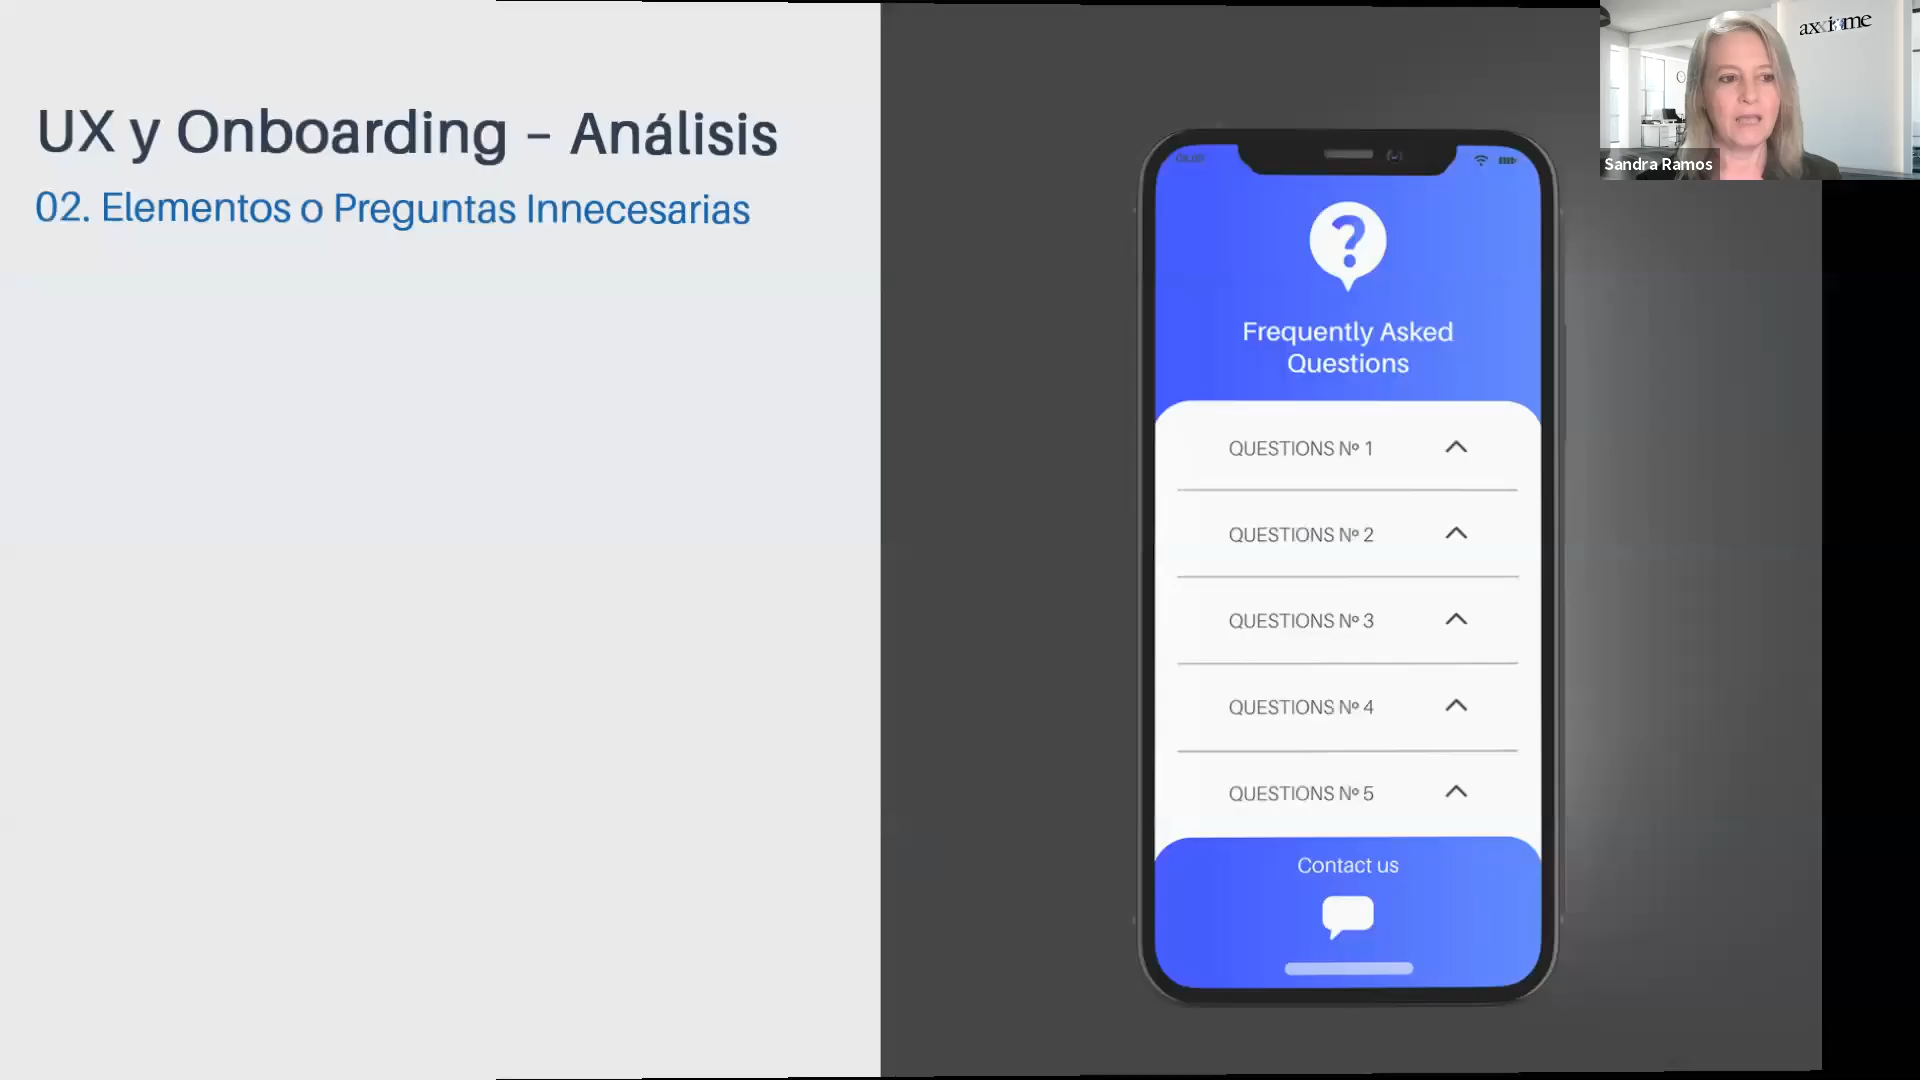 UX y Onboarding – Análisis
02. Elementos o Preguntas Innecesarias
axxiome
Sandra Ramos
Frequently Asked
Questions
QUESTIONS Nº 1
QUESTIONS Nº 2
QUESTIONS Nº 3
QUESTIONS Nº 4
QUESTIONS Nº 5
Contact us